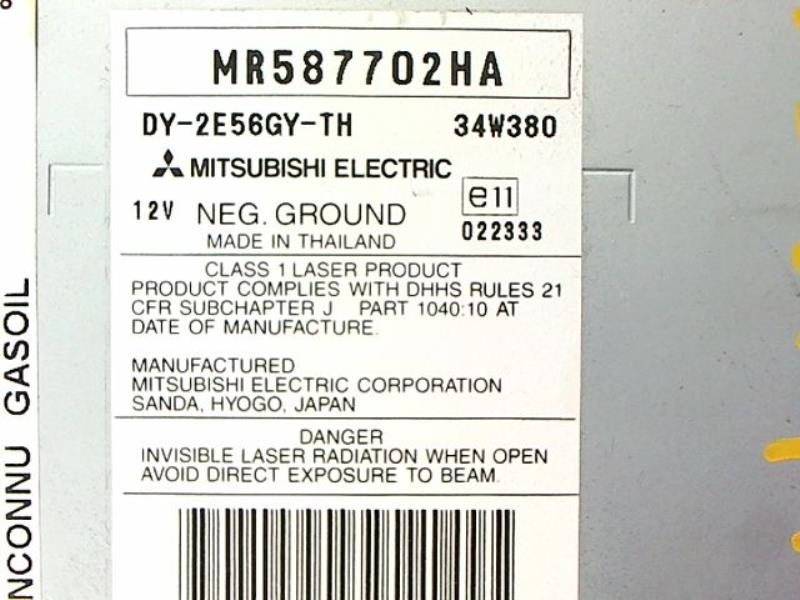 MR587702HA
DY-2E56GY-TH 34W380
MITSUBISHI ELECTRIC
12V NEG. GROUND e11
MADE IN THAILAND 022333
CLASS 1 LASER PRODUCT
PRODUCT COMPLIES WITH DHHS RULES 21
CFR SUBCHAPTER J PART 1040:10 AT
DATE OF MANUFACTURE.
MANUFACTURED
MITSUBISHI ELECTRIC CORPORATION
SANDA, HYOGO, JAPAN
DANGER
INVISIBLE LASER RADIATION WHEN OPEN
AVOID DIRECT EXPOSURE TO BEAM.
NCONNU GASOIL